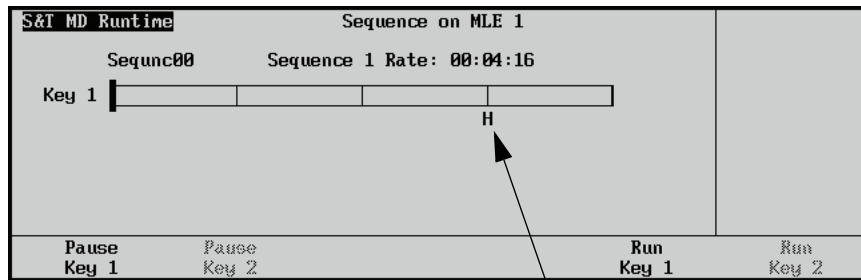 S&T MD Runtime Sequence on MLE 1
Sequnc00 Sequence 1 Rate: 00:04:16
Key 1
H
Pause Pause Run Run
Key 1 Key 2 Key 1 Key 2